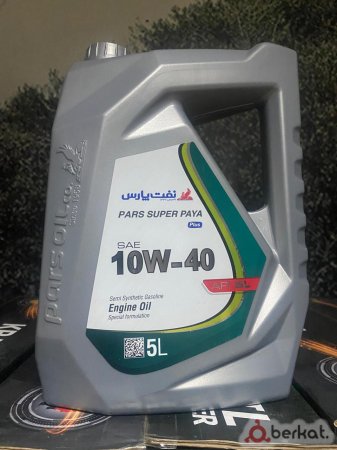 نفت پارس
PARS SUPER PAYA
Plus
SAE
10W-40
API SL
Semi Synthetic Gasoline
Engine Oil
Special formulation
5L
pars oil
berkat.